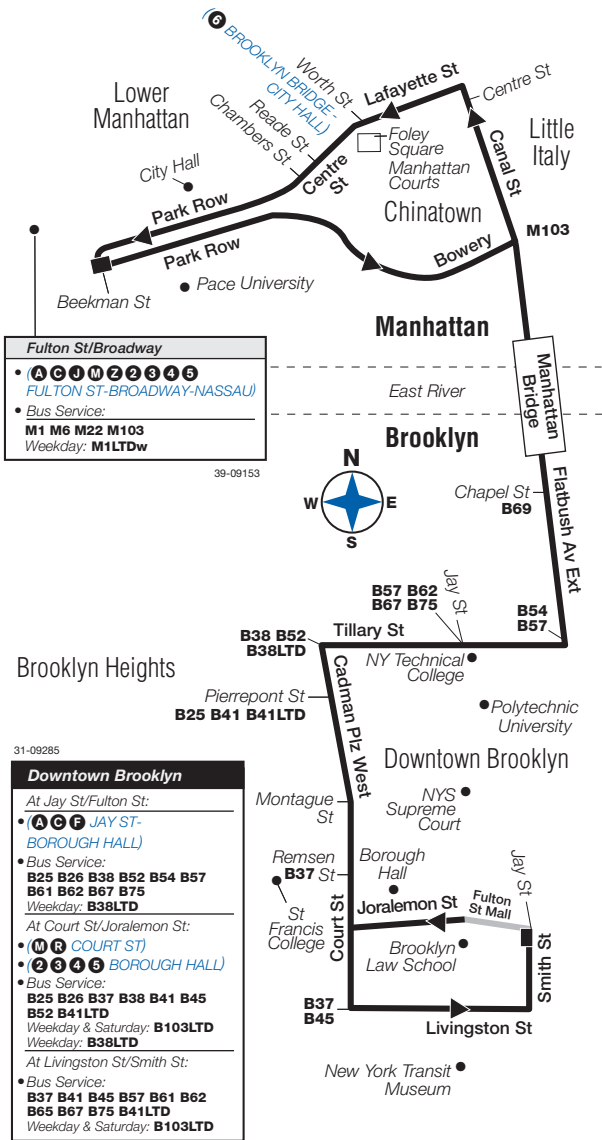 (6 BROOKLYN BRIDGE -
CITY HALL)
Worth St
Lafayette St
Centre St
Lower
Manhattan
Reade St
Chambers St
Centre
St
Foley
Square
Manhattan
Courts
Canal St
Little
Italy
City Hall
Chinatown
M103
Park Row
Park Row
Bowery
Pace University
Beekman St
Manhattan
Fulton St/Broadway
• (A C J M Z 2 3 4 5
FULTON ST-BROADWAY-NASSAU)
• Bus Service:
M1 M6 M22 M103
Weekday: M1LTDw
39-09153
East River
Manhattan
Bridge
Brooklyn
N
W E
S
Chapel St
B69
Flatbush Av Ext
B57 B62
B67 B75
Jay St
B54
B57
B38 B52
B38LTD
Tillary St
NY Technical
College
Brooklyn Heights
Pierrepont St
B25 B41 B41LTD
Cadman Plz West
Polytechnic
University
Downtown Brooklyn
31-09285
Downtown Brooklyn
At Jay St/Fulton St:
• (A C F JAY ST-
BOROUGH HALL)
• Bus Service:
B25 B26 B38 B52 B54 B57
B61 B62 B67 B75
Weekday: B38LTD
At Court St/Joralemon St:
• (M R COURT ST)
• (2 3 4 5 BOROUGH HALL)
• Bus Service:
B25 B26 B37 B38 B41 B45
B52 B41LTD
Weekday & Saturday: B103LTD
Weekday: B38LTD
At Livingston St/Smith St:
• Bus Service:
B37 B41 B45 B57 B61 B62
B65 B67 B75 B41LTD
Weekday & Saturday: B103LTD
Montague
St
NYS
Supreme
Court
Remsen
B37 St
Borough
Hall
Jay St
St
Francis
College
Court St
Joralemon St
Fulton
St Mall
Brooklyn
Law School
Smith St
B37
B45
Livingston St
New York Transit
Museum